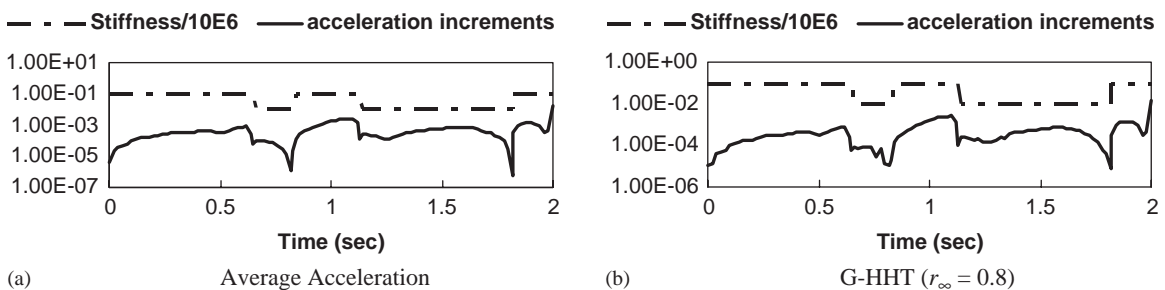 Stiffness/10E6 acceleration increments
(a)
1.00E+01
1.00E-01
1.00E-03
1.00E-05
1.00E-07
0 0.5 1 1.5 2
Time (sec)
Average Acceleration
Stiffness/10E6 acceleration increments
(b)
1.00E+00
1.00E-02
1.00E-04
1.00E-06
0 0.5 1 1.5 2
Time (sec)
G-HHT (r∞ = 0.8)
(a)
(b)